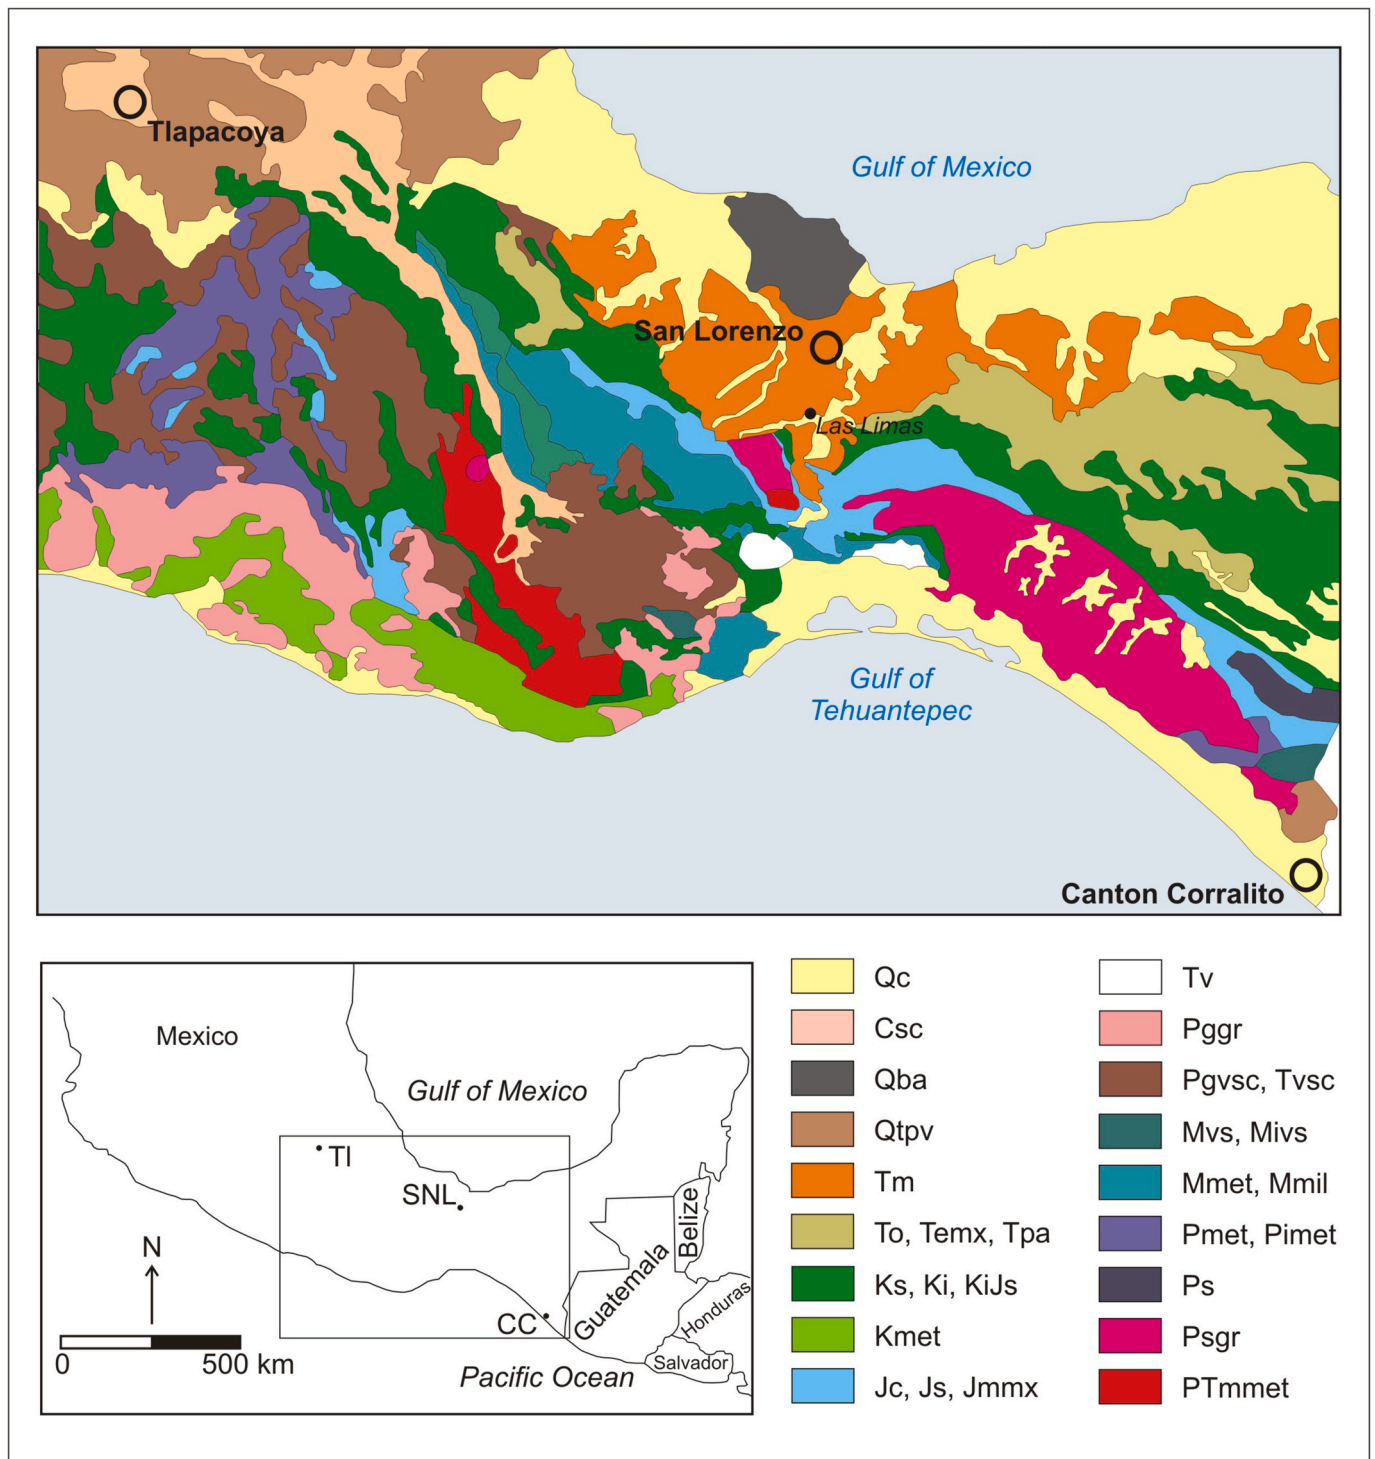 Tlapacoya
Gulf of Mexico
San Lorenzo
Las Limas
Gulf of
Tehuantepec
Canton Corralito
Mexico
Gulf of Mexico
Tl
SNL
Belize
N
Guatemala
CC
Honduras
0
500 km
Salvador
Pacific Ocean
Qc
Csc
Qba
Qtpv
Tm
To, Temx, Tpa
Ks, Ki, KiJs
Kmet
Jc, Js, Jmmx
Tv
Pggr
Pgvsc, Tvsc
Mvs, Mivs
Mmet, Mmil
Pmet, Pimet
Ps
Psgr
PTmmet